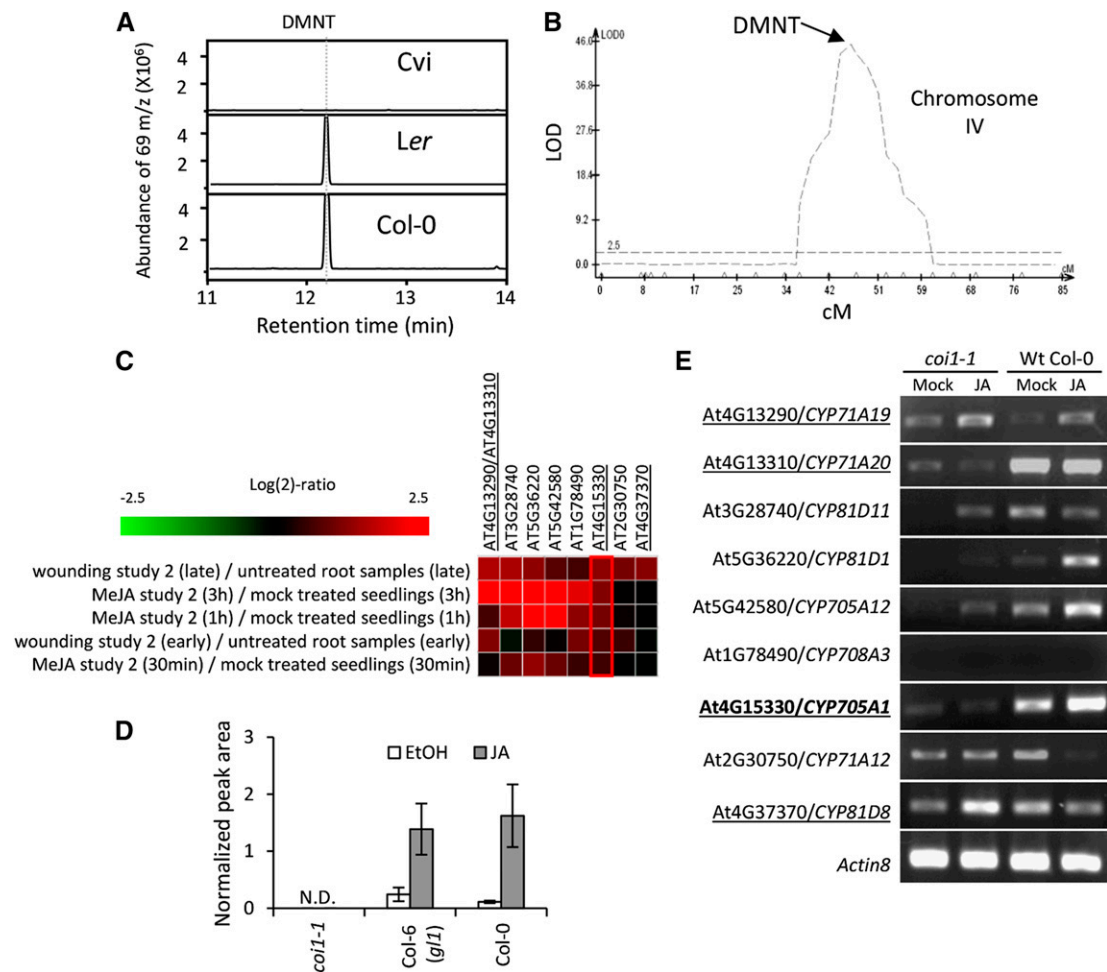 A
DMNT
Abundance of 69 m/z (X10⁶)
4
2
Cvi
4
2
Ler
4
2
Col-0
11 12 13 14
Retention time (min)
B
LOD0
DMNT
Chromosome
IV
LOD
46.0
36.8
27.6
18.4
9.2
2.5
0.0
cM
0 8 17 25 34 42 51 59 68 76 85
cM
C
Log(2)-ratio
-2.5 2.5
AT4G13290/AT4G13310
AT3G28740
AT5G36220
AT5G42580
AT1G78490
AT4G15330
AT2G30750
AT4G37370
wounding study 2 (late) / untreated root samples (late)
MeJA study 2 (3h) / mock treated seedlings (3h)
MeJA study 2 (1h) / mock treated seedlings (1h)
wounding study 2 (early) / untreated root samples (early)
MeJA study 2 (30min) / mock treated seedlings (30min)
D
Normalized peak area
3
2
1
0
EtOH JA
N.D.
coi1-1
Col-6
(gl1)
Col-0
E
coi1-1 Wt Col-0
Mock JA Mock JA
At4G13290/CYP71A19
At4G13310/CYP71A20
At3G28740/CYP81D11
At5G36220/CYP81D1
At5G42580/CYP705A12
At1G78490/CYP708A3
At4G15330/CYP705A1
At2G30750/CYP71A12
At4G37370/CYP81D8
Actin8